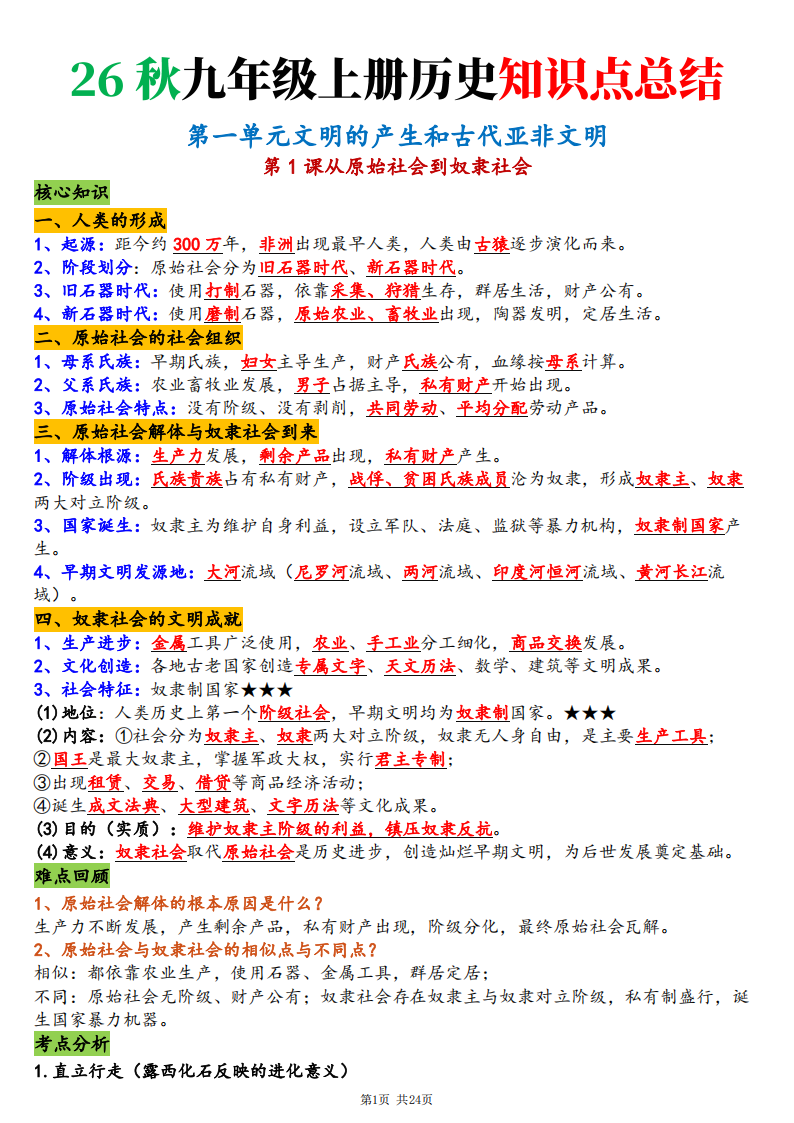 26 秋九年级上册历史知识点总结
第一单元文明的产生和古代亚非文明
第 1 课从原始社会到奴隶社会
核心知识
一、人类的形成
1、起源：距今约 300 万年，非洲出现最早人类，人类由古猿逐步演化而来。
2、阶段划分：原始社会分为旧石器时代、新石器时代。
3、旧石器时代：使用打制石器，依靠采集、狩猎生存，群居生活，财产公有。
4、新石器时代：使用磨制石器，原始农业、畜牧业出现，陶器发明，定居生活。
二、原始社会的社会组织
1、母系氏族：早期氏族，妇女主导生产，财产氏族公有，血缘按母系计算。
2、父系氏族：农业畜牧业发展，男子占据主导，私有财产开始出现。
3、原始社会特点：没有阶级、没有剥削，共同劳动、平均分配劳动产品。
三、原始社会解体与奴隶社会到来
1、解体根源：生产力发展，剩余产品出现，私有财产产生。
2、阶级出现：氏族贵族占有私有财产，战俘、贫困氏族成员沦为奴隶，形成奴隶主、奴隶
两大对立阶级。
3、国家诞生：奴隶主为维护自身利益，设立军队、法庭、监狱等暴力机构，奴隶制国家产
生。
4、早期文明发源地：大河流域（尼罗河流域、两河流域、印度河恒河流域、黄河长江流
域）。
四、奴隶社会的文明成就
1、生产进步：金属工具广泛使用，农业、手工业分工细化，商品交换发展。
2、文化创造：各地古老国家创造专属文字、天文历法、数学、建筑等文明成果。
3、社会特征：奴隶制国家★★★
(1)地位：人类历史上第一个阶级社会，早期文明均为奴隶制国家。★★★
(2)内容：①社会分为奴隶主、奴隶两大对立阶级，奴隶无人身自由，是主要生产工具；
②国王是最大奴隶主，掌握军政大权，实行君主专制；
③出现租赁、交易、借贷等商品经济活动；
④诞生成文法典、大型建筑、文字历法等文化成果。
(3)目的（实质）：维护奴隶主阶级的利益，镇压奴隶反抗。
(4)意义：奴隶社会取代原始社会是历史进步，创造灿烂早期文明，为后世发展奠定基础。
难点回顾
1、原始社会解体的根本原因是什么？
生产力不断发展，产生剩余产品，私有财产出现，阶级分化，最终原始社会瓦解。
2、原始社会与奴隶社会的相似点与不同点？
相似：都依靠农业生产，使用石器、金属工具，群居定居；
不同：原始社会无阶级、财产公有；奴隶社会存在奴隶主与奴隶对立阶级，私有制盛行，诞
生国家暴力机器。
考点分析
1.直立行走（露西化石反映的进化意义）
第1页 共24页